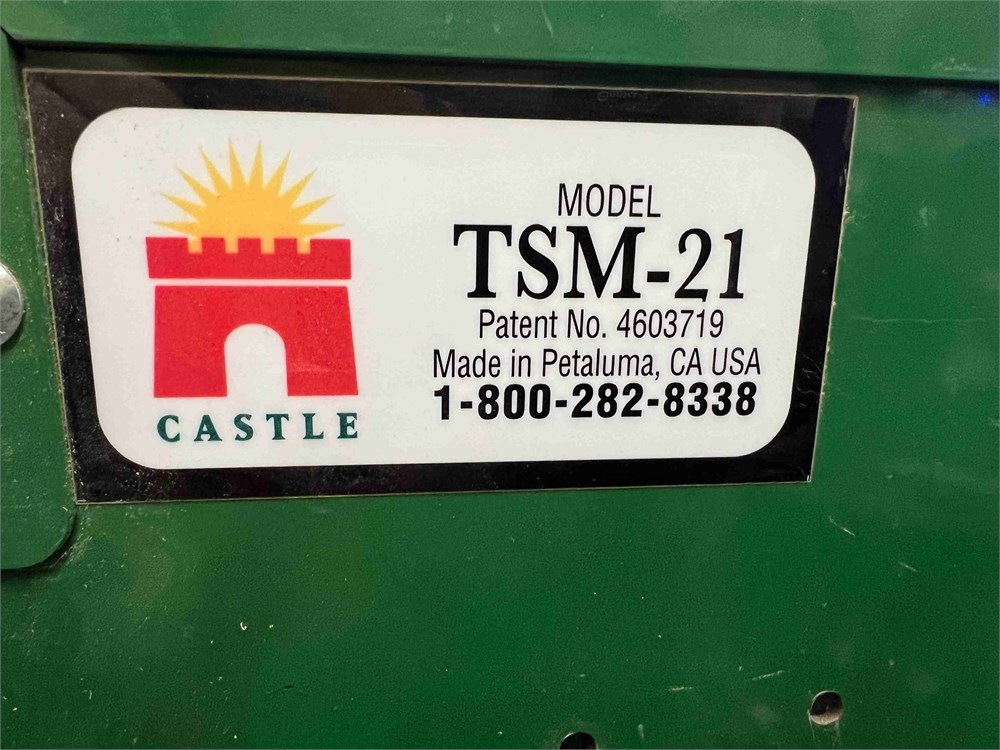 MODEL
TSM-21
Patent No. 4603719
Made in Petaluma, CA USA
1-800-282-8338
CASTLE